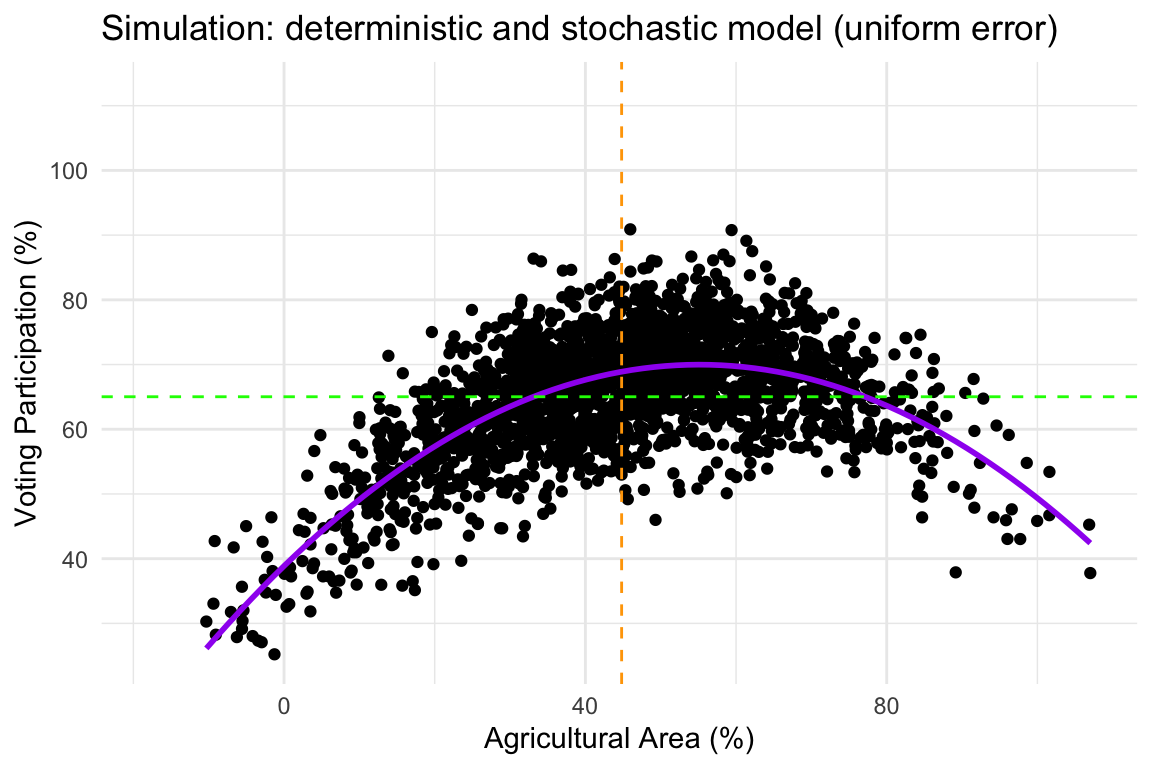 Simulation: deterministic and stochastic model (uniform error)
Voting Participation (%)
100
80
60
40
0
40
80
Agricultural Area (%)